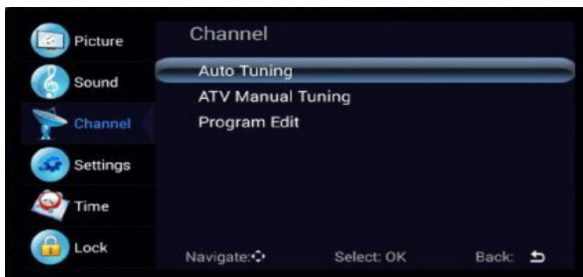 Picture
Sound
Channel
Settings
Time
Lock
Channel
Auto Tuning
ATV Manual Tuning
Program Edit
Navigate:
Select: OK
Back: